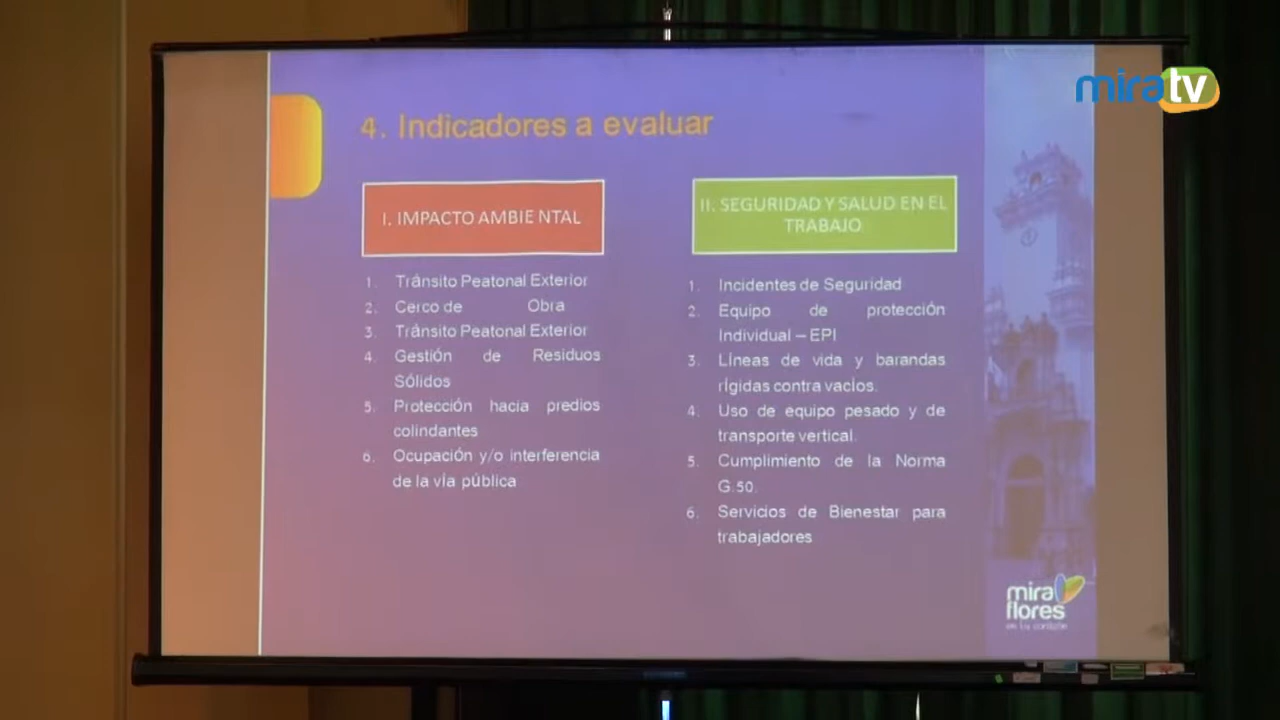 miratv
4. Indicadores a evaluar
I. IMPACTO AMBIE NTAL
1. Tránsito Peatonal Exterior
2. Cerco de Obra
3. Tránsito Peatonal Exterior
4. Gestión de Residuos
Sólidos
5. Protección hacia predios
colindantes
6. Ocupación y/o interferencia
de la vía pública
II. SEGURIDAD Y SALUD EN EL
TRABAJO
1. Incidentes de Seguridad
2. Equipo de protección
Individual – EPI
3. Líneas de vida y barandas
rígidas contra vacíos.
4. Uso de equipo pesado y de
transporte vertical.
5. Cumplimiento de la Norma
G.50.
6. Servicios de Bienestar para
trabajadores
mira
flores
en tu corazón